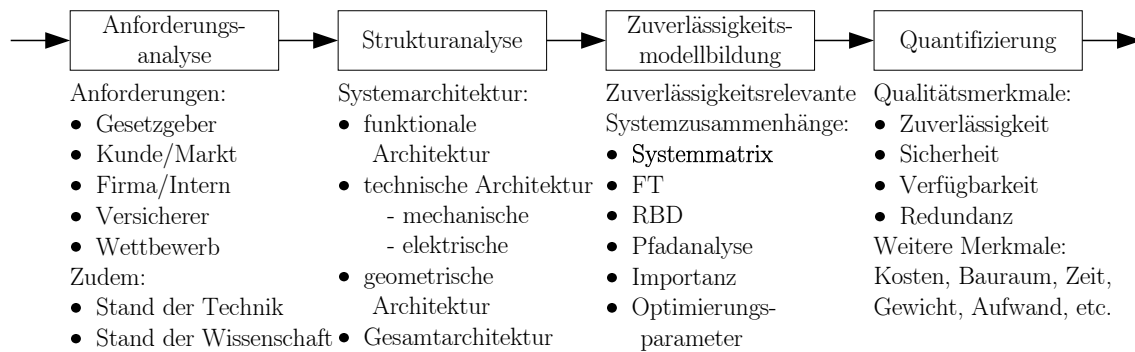 Anforderungs-
analyse
Anforderungen:
• Gesetzgeber
• Kunde/Markt
• Firma/Intern
• Versicherer
• Wettbewerb
Zudem:
• Stand der Technik
• Stand der Wissenschaft
Strukturanalyse
Systemarchitektur:
• funktionale
Architektur
• technische Architektur
- mechanische
- elektrische
• geometrische
Architektur
• Gesamtarchitektur
Zuverlässigkeits-
modellbildung
Zuverlässigkeitsrelevante
Systemzusammenhänge:
• Systemmatrix
• FT
• RBD
• Pfadanalyse
• Importanz
• Optimierungs-
parameter
Quantifizierung
Qualitätsmerkmale:
• Zuverlässigkeit
• Sicherheit
• Verfügbarkeit
• Redundanz
Weitere Merkmale:
Kosten, Bauraum, Zeit,
Gewicht, Aufwand, etc.